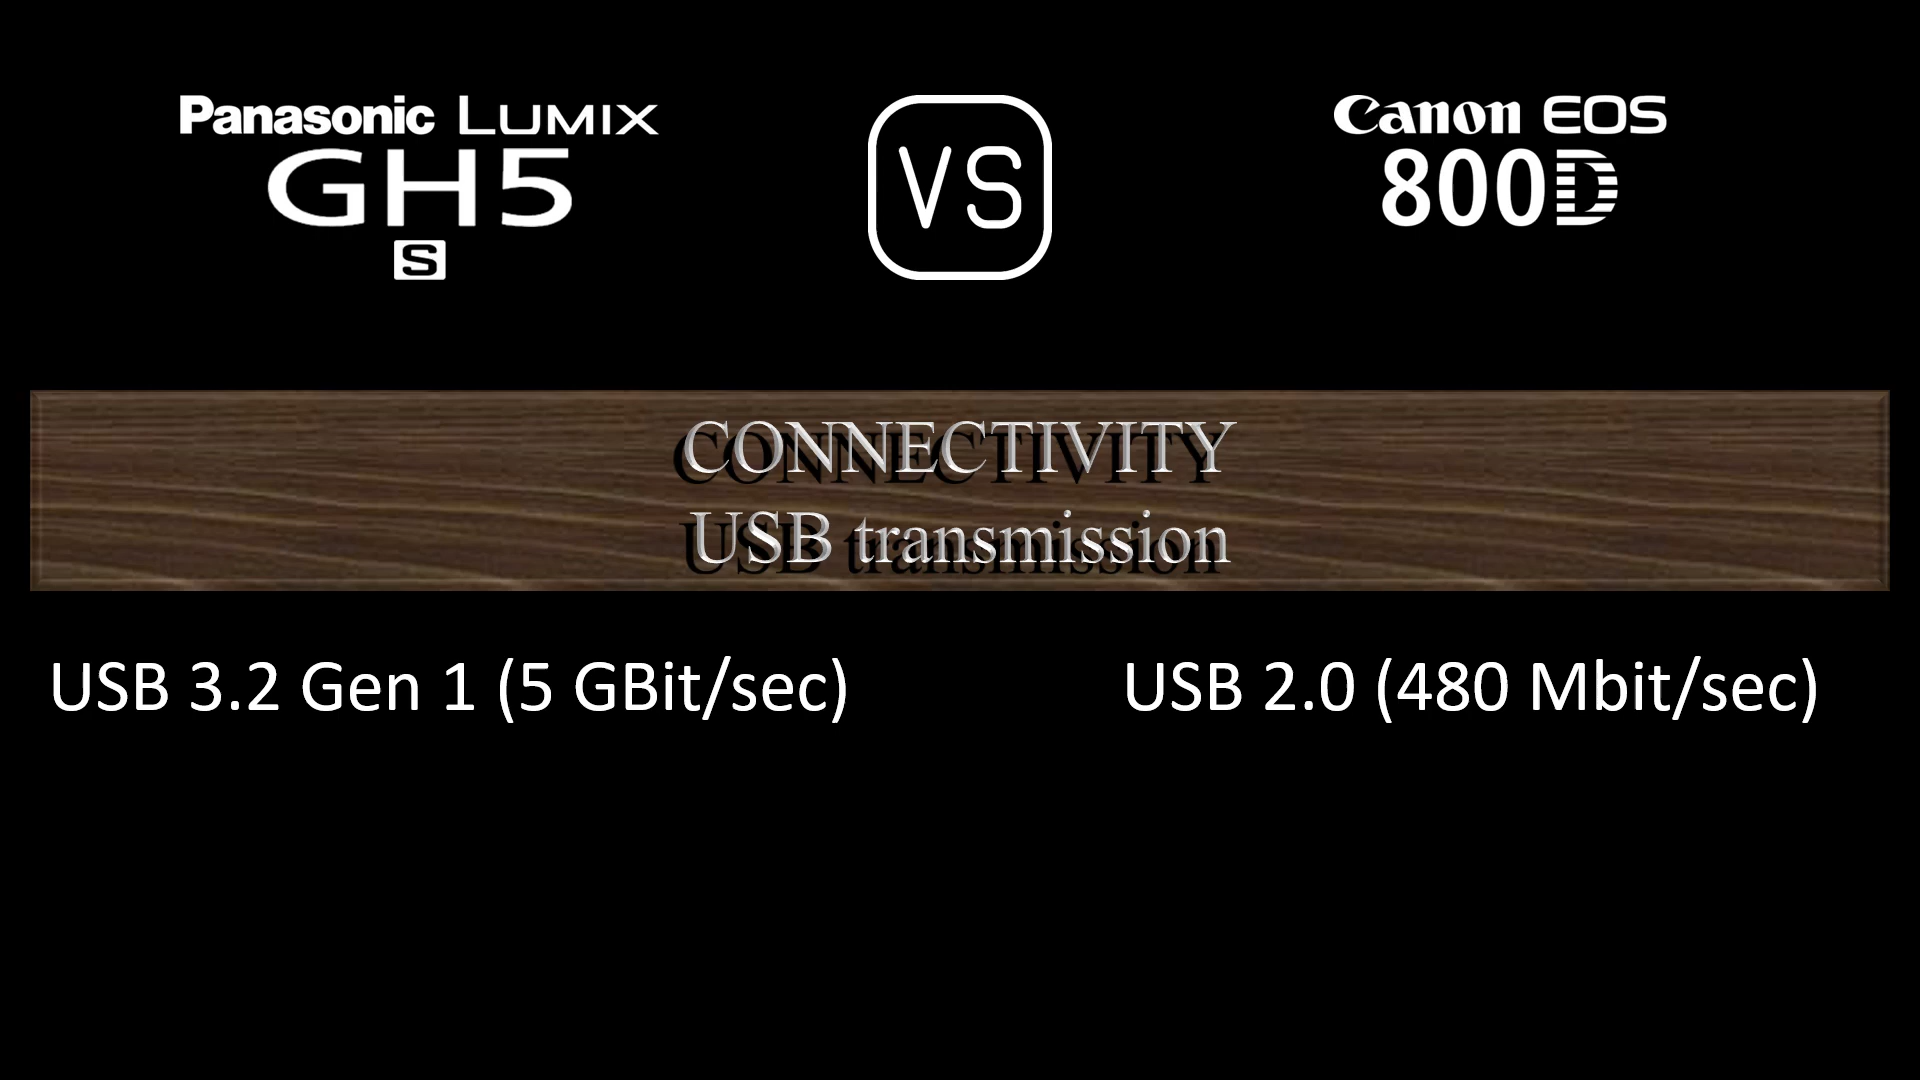 Panasonic LUMIX
GH5
S
VS
Canon EOS
800D
CONNECTIVITY
USB transmission
USB 3.2 Gen 1 (5 GBit/sec)
USB 2.0 (480 Mbit/sec)